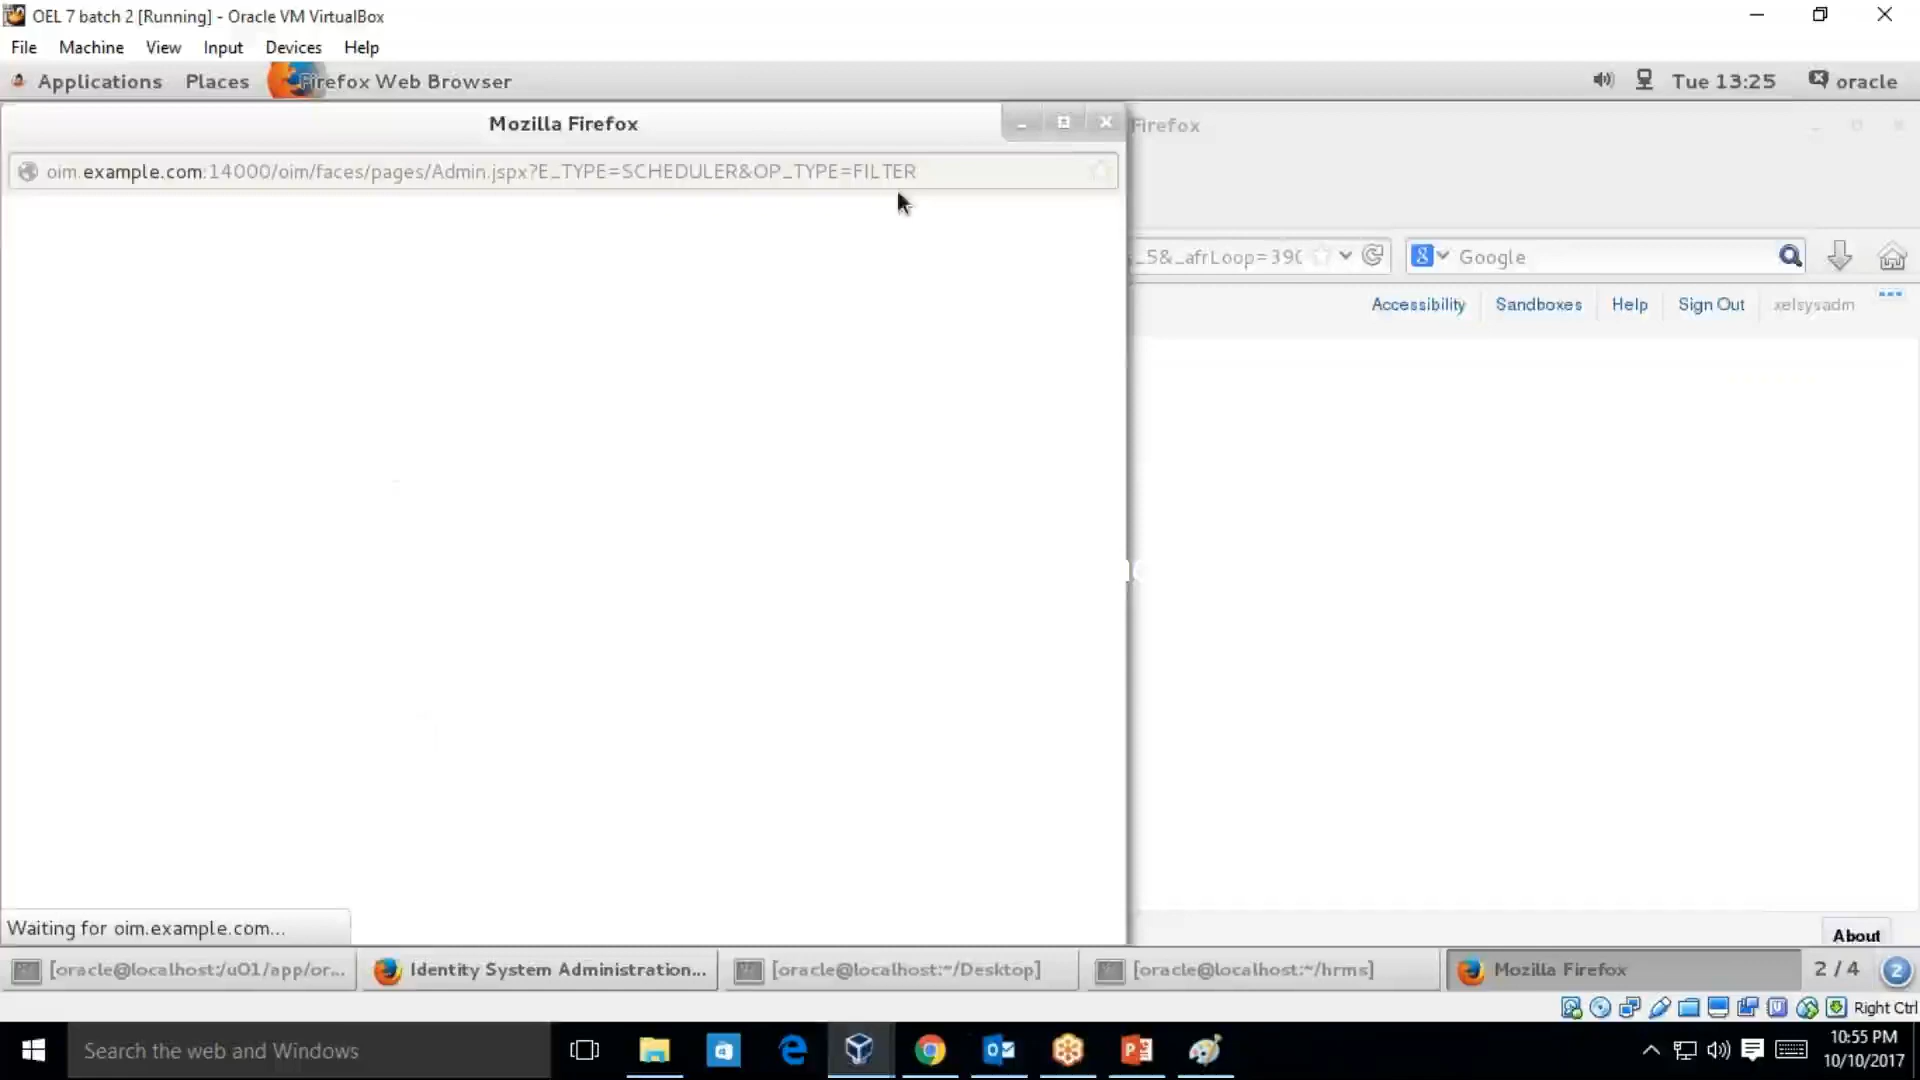 OEL 7 batch 2 [Running] - Oracle VM VirtualBox
File Machine View Input Devices Help
Applications Places Firefox Web Browser Tue 13:25 oracle
Mozilla Firefox
Firefox
oim.example.com:14000/oim/faces/pages/Admin.jspx?E_TYPE=SCHEDULER&OP_TYPE=FILTER
_5&_afrLoop=390 Google
Accessibility Sandboxes Help Sign Out xelsysadm
Waiting for oim.example.com...
About
[oracle@localhost:/u01/app/or... Identity System Administration... [oracle@localhost:~/Desktop] [oracle@localhost:~/hrms] Mozilla Firefox 2 / 4 2
Right Ctrl
Search the web and Windows
10:55 PM
10/10/2017